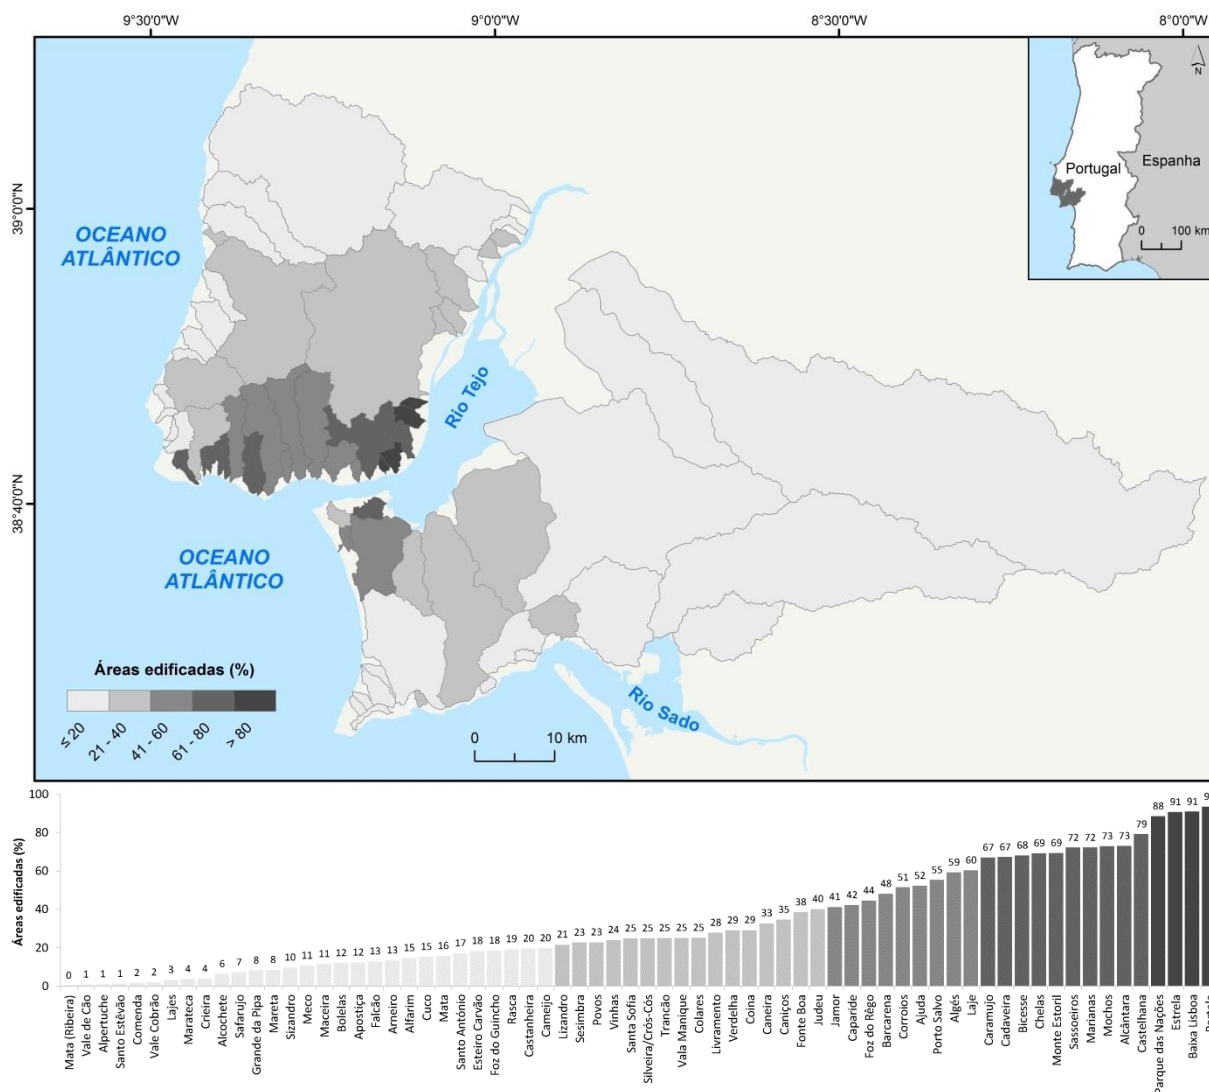 9°30'0"W 9°0'0"W 8°30'0"W 8°0'0"W
39°0'0"N
38°40'0"N
N
Portugal
Espanha
0 100 km
OCEANO
ATLÂNTICO
Rio Tejo
OCEANO
ATLÂNTICO
Rio Sado
Áreas edificadas (%)
≤ 20
21 - 40
41 - 60
61 - 80
> 80
0 10 km
Áreas edificadas (%)
100
80
60
40
20
0
0 1 1 1 2 2 3 4 4 6 7 8 8 10 11 11 12 12 13 13 15 15 16 17 18 18 19 20 20 21 23 23 24 25 25 25 25 25 28 29 29 33 35 38 40 41 42 44 48 51 52 55 59 60 67 67 68 69 69 72 72 73 73 79 88 91 91
Mata (Ribeira)
Vale de Cão
Alpertuche
Santo Estêvão
Comenda
Vale Cobrão
Lajes
Marateca
Crieira
Alcochete
Safarujo
Grande da Pipa
Mareta
Sizandro
Meco
Maceira
Bolelas
Apostiça
Falcão
Arneiro
Alfarim
Cuco
Mata
Santo António
Esteiro Carvão
Foz do Guincho
Rasca
Castanheira
Camejo
Lizandro
Sesimbra
Povos
Vinhas
Santa Sofia
Silveira/Crós-Cós
Trancão
Vala Manique
Colares
Livramento
Verdelha
Coina
Caneira
Caniços
Fonte Boa
Judeu
Jamor
Caparide
Foz do Rêgo
Barcarena
Corroios
Ajuda
Porto Salvo
Algés
Laje
Caramujo
Cadaveira
Bicesse
Chelas
Monte Estoril
Sassoeiros
Marianas
Mochos
Alcântara
Castelhana
Parque das Nações
Estrela
Baixa Lisboa